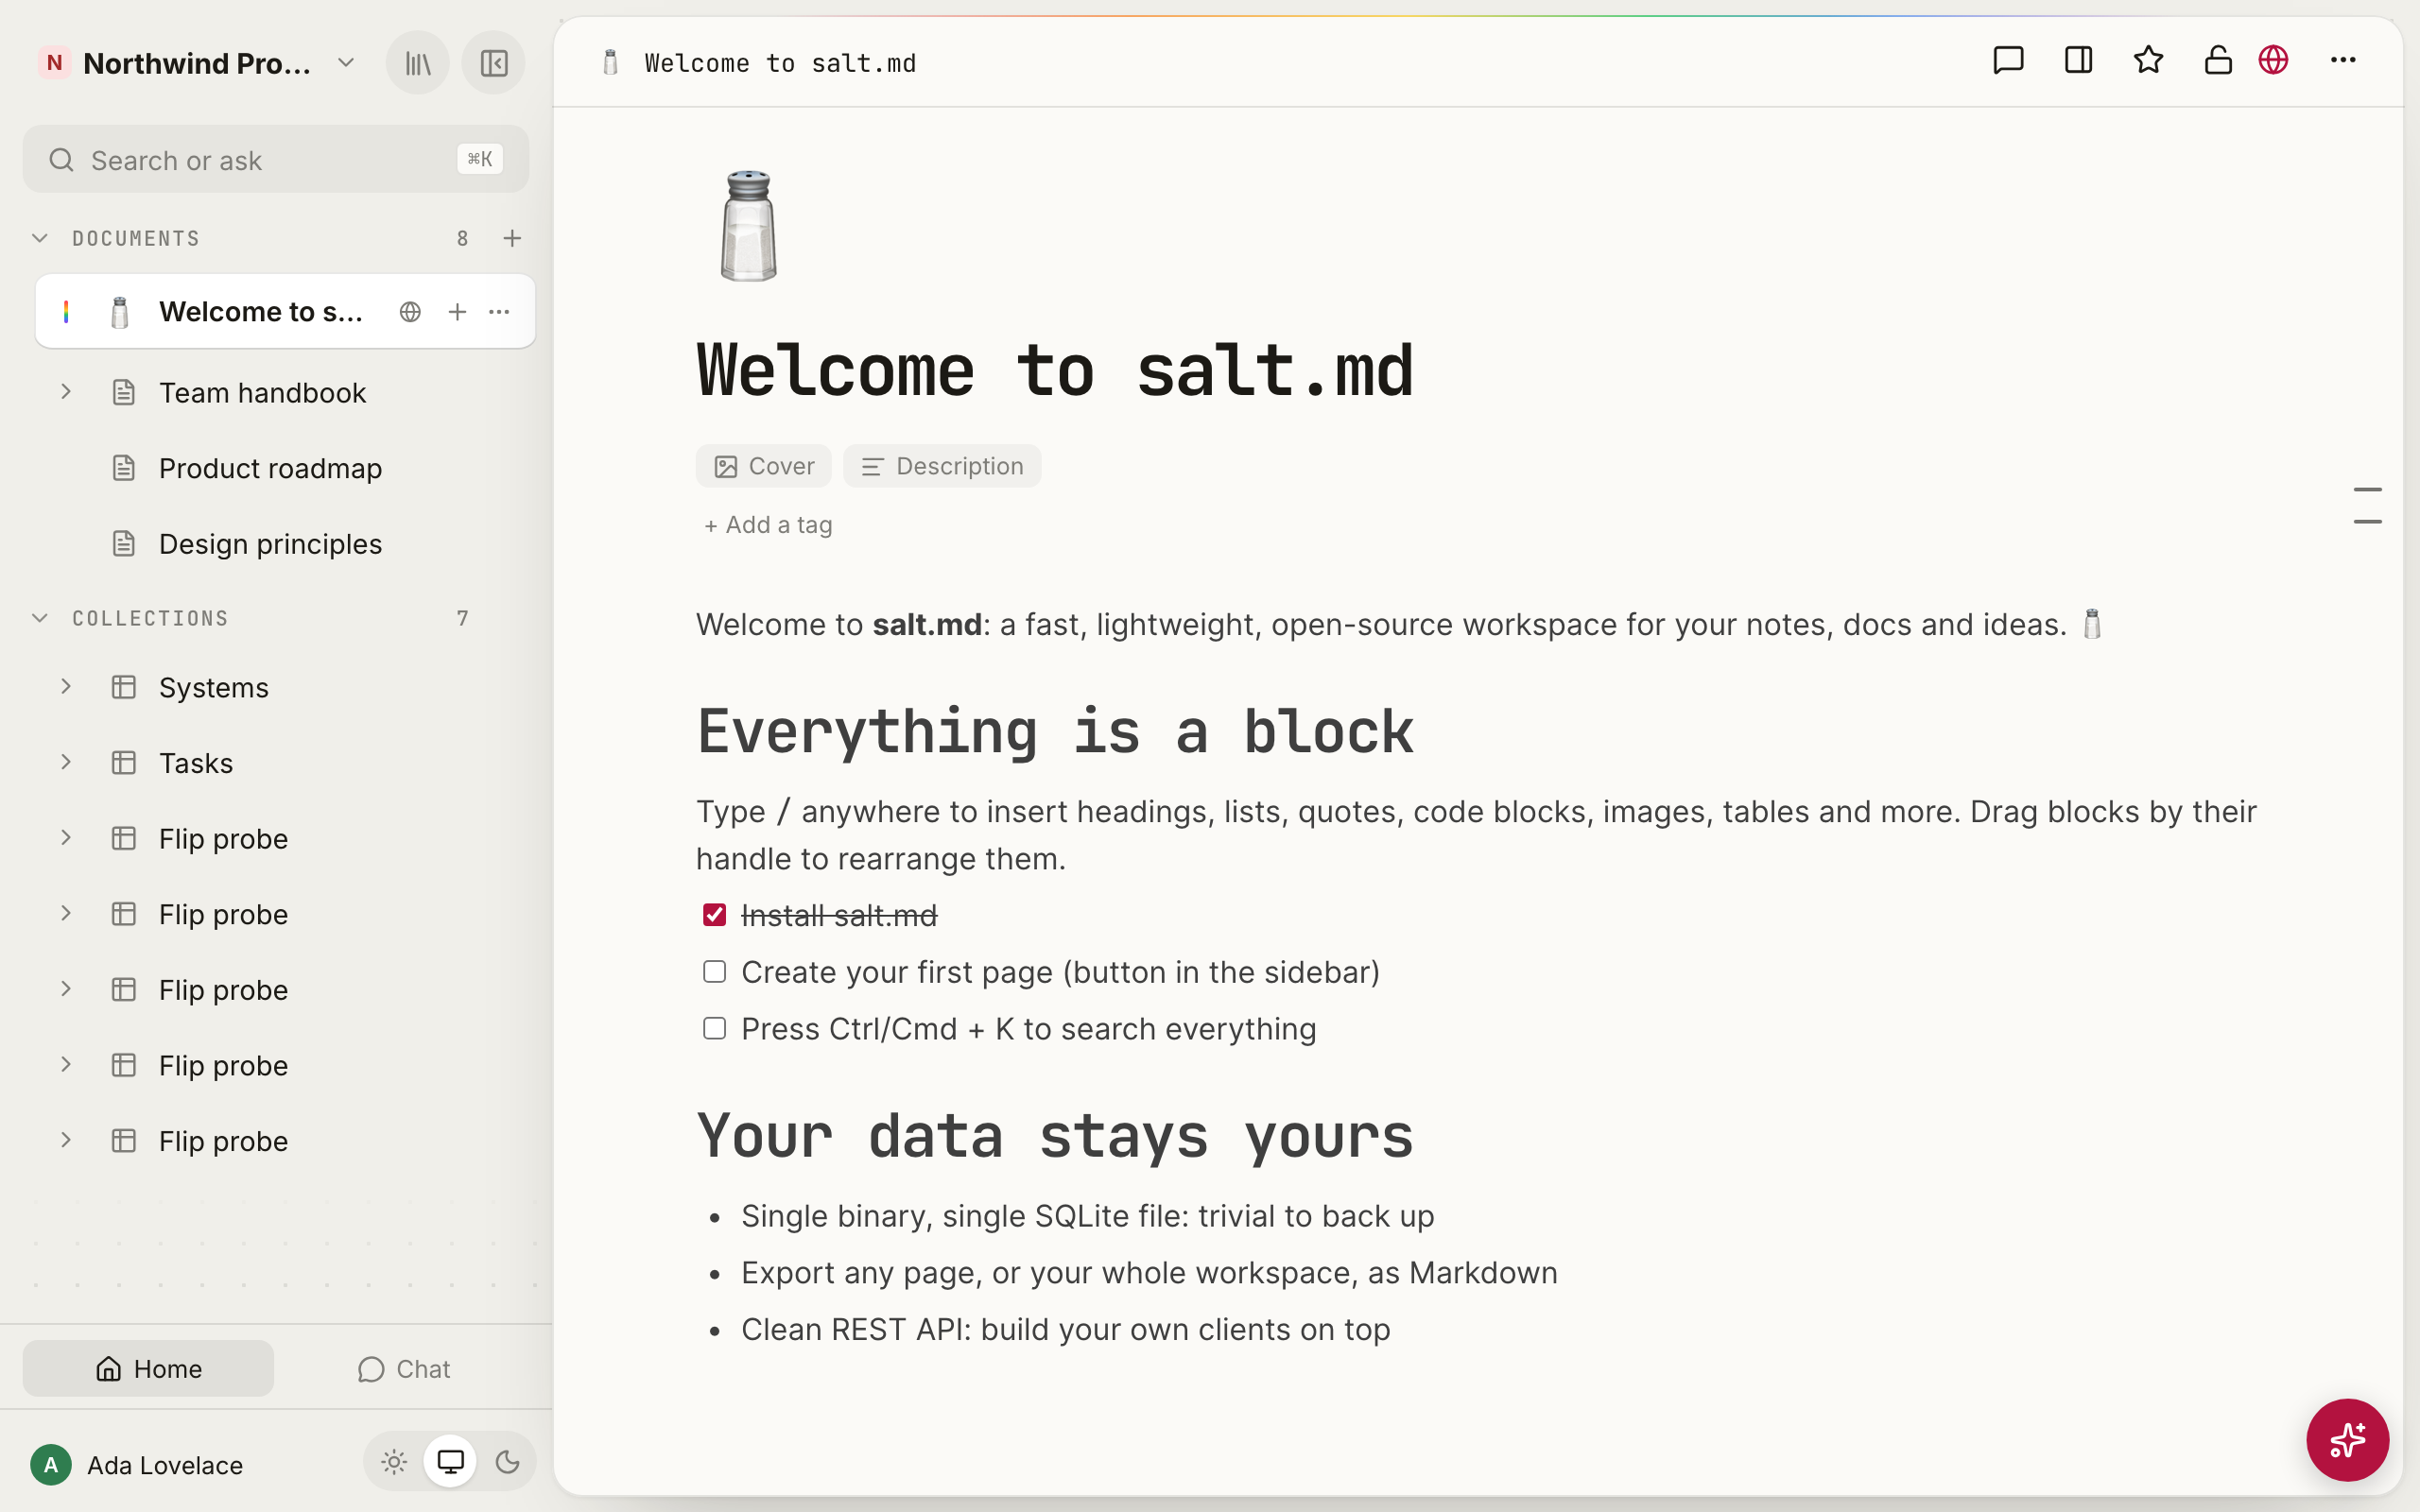 N Northwind Pro...
Search or ask ⌘K
DOCUMENTS 8
Welcome to s...
Team handbook
Product roadmap
Design principles
COLLECTIONS 7
Systems
Tasks
Flip probe
Flip probe
Flip probe
Flip probe
Flip probe
Home Chat
A Ada Lovelace
Welcome to salt.md
Welcome to salt.md
Cover Description
+ Add a tag
Welcome to salt.md: a fast, lightweight, open-source workspace for your notes, docs and ideas.
Everything is a block
Type / anywhere to insert headings, lists, quotes, code blocks, images, tables and more. Drag blocks by their
handle to rearrange them.
Install salt.md
Create your first page (button in the sidebar)
Press Ctrl/Cmd + K to search everything
Your data stays yours
• Single binary, single SQLite file: trivial to back up
• Export any page, or your whole workspace, as Markdown
• Clean REST API: build your own clients on top